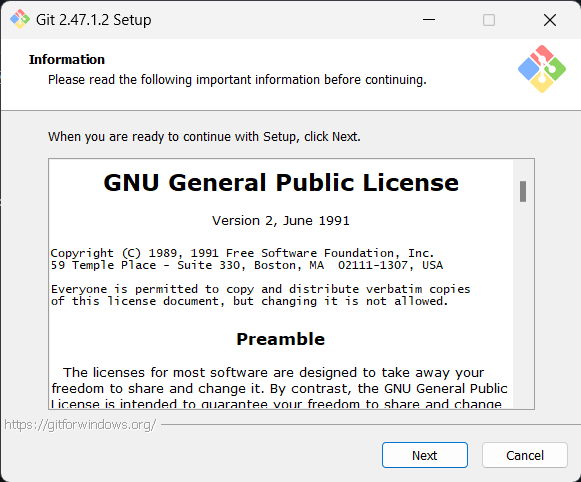 Git 2.47.1.2 Setup
Information
Please read the following important information before continuing.
When you are ready to continue with Setup, click Next.
GNU General Public License
Version 2, June 1991
Copyright (C) 1989, 1991 Free Software Foundation, Inc.
59 Temple Place - Suite 330, Boston, MA  02111-1307, USA
Everyone is permitted to copy and distribute verbatim copies
of this license document, but changing it is not allowed.
Preamble
The licenses for most software are designed to take away your
freedom to share and change it. By contrast, the GNU General Public
License is intended to guarantee your freedom to share and change
https://gitforwindows.org/
Next
Cancel